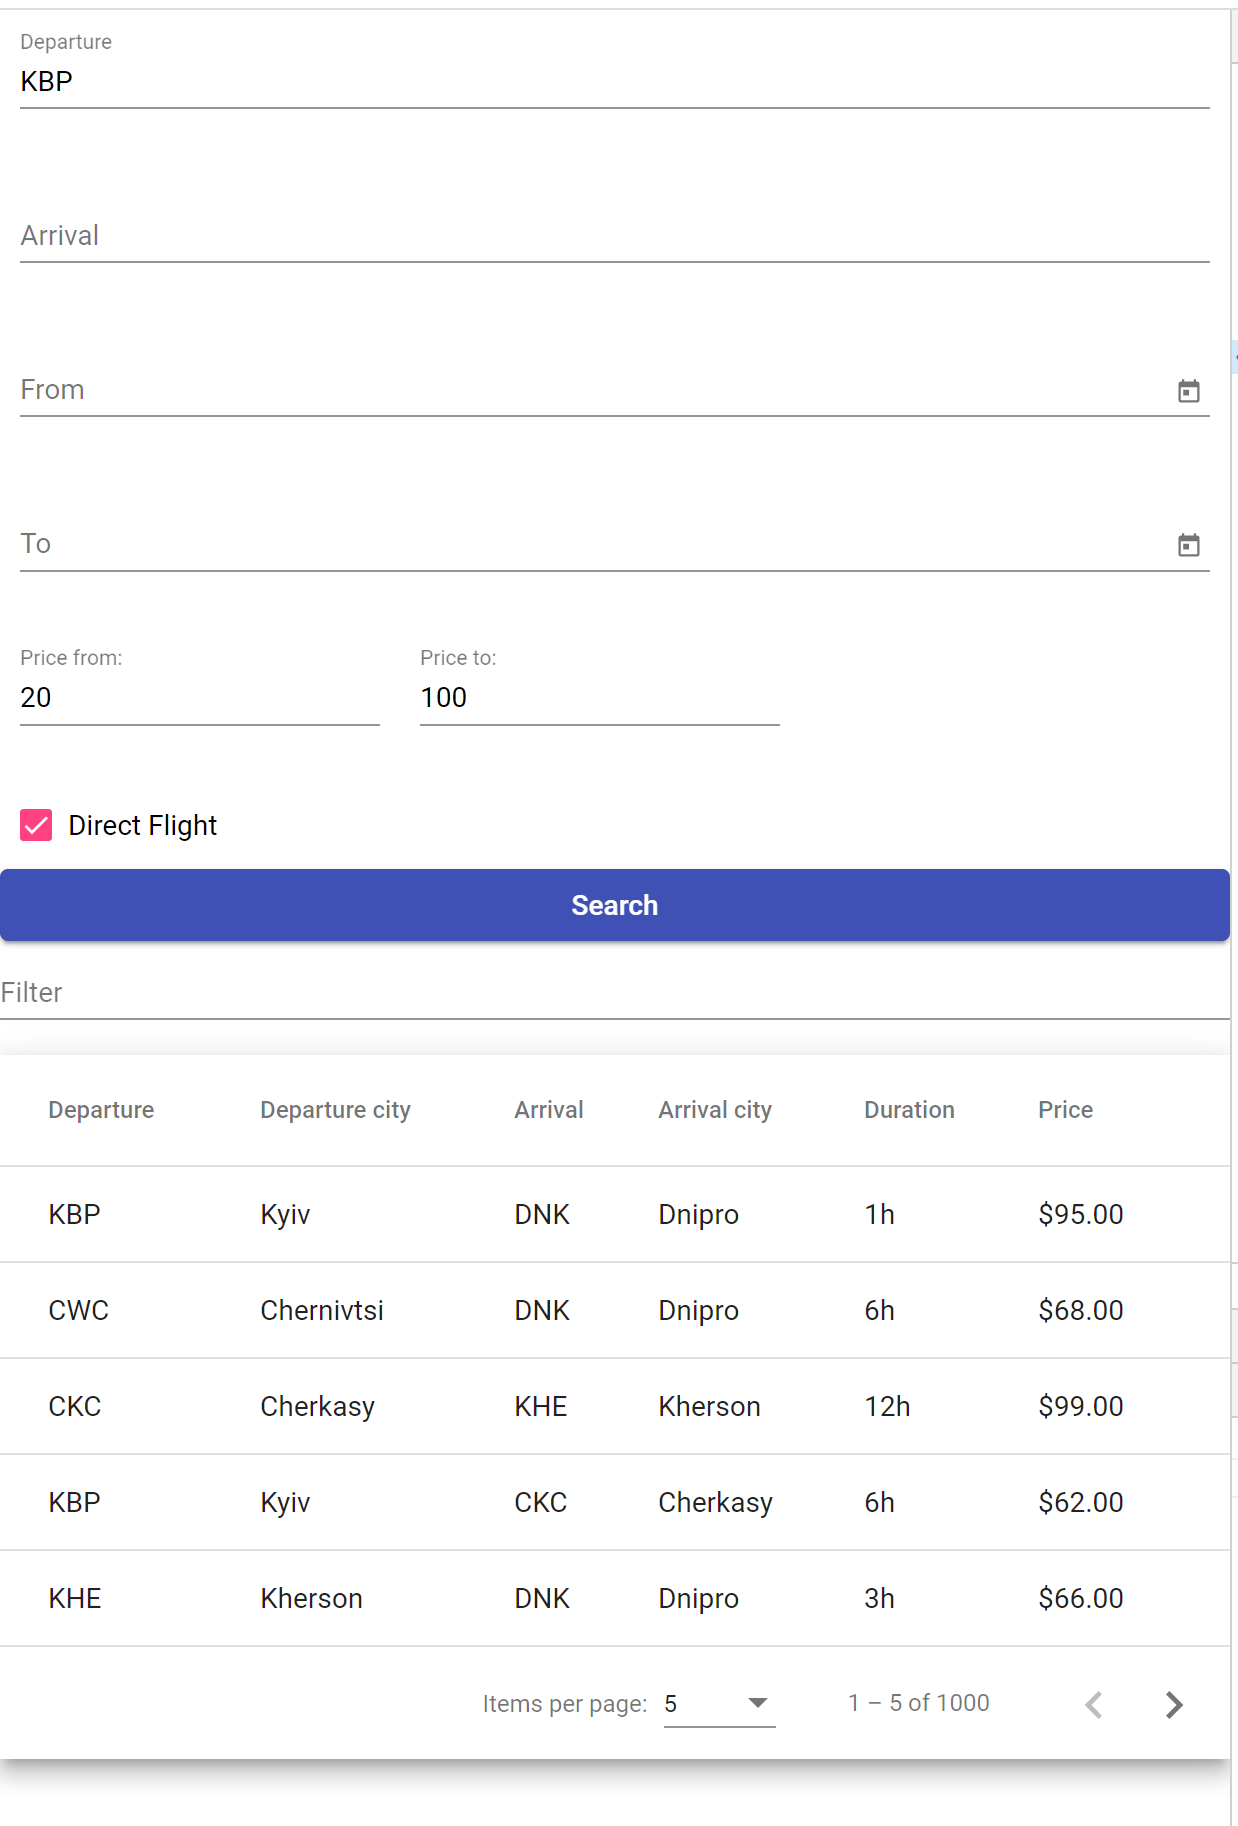 Departure
KBP
Arrival
From
To
Price from: Price to:
20 100
Direct Flight
Search
Filter
Departure Departure city Arrival Arrival city Duration Price
KBP Kyiv DNK Dnipro 1h $95.00
CWC Chernivtsi DNK Dnipro 6h $68.00
CKC Cherkasy KHE Kherson 12h $99.00
KBP Kyiv CKC Cherkasy 6h $62.00
KHE Kherson DNK Dnipro 3h $66.00
Items per page: 5 1 – 5 of 1000